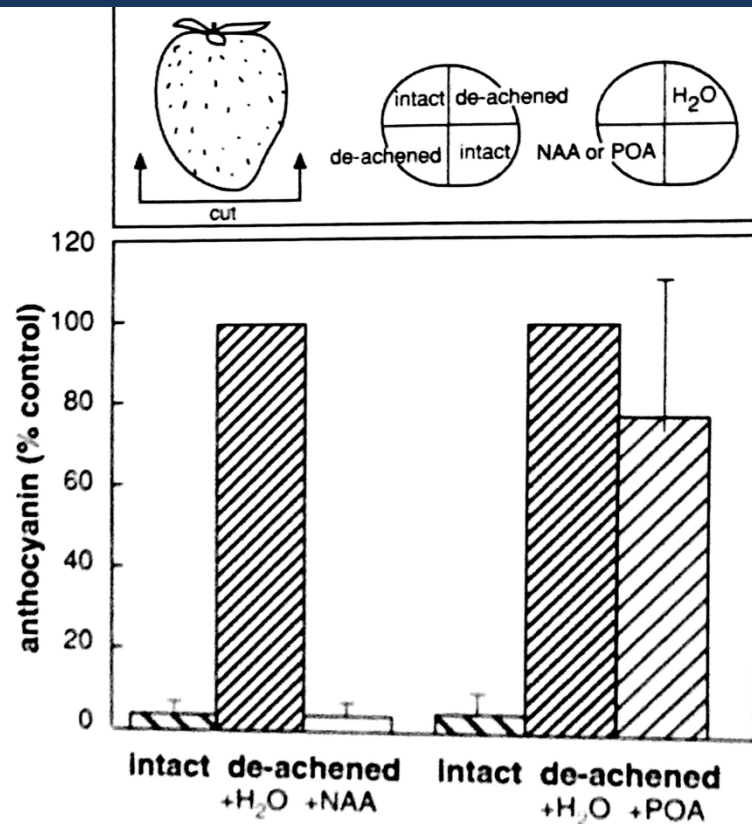 cut
intact de-achened
de-achened intact
H₂O
NAA or POA
anthocyanin (% control)
120
100
80
60
40
20
0
Intact de-achened
+H₂O +NAA
Intact de-achened
+H₂O +POA